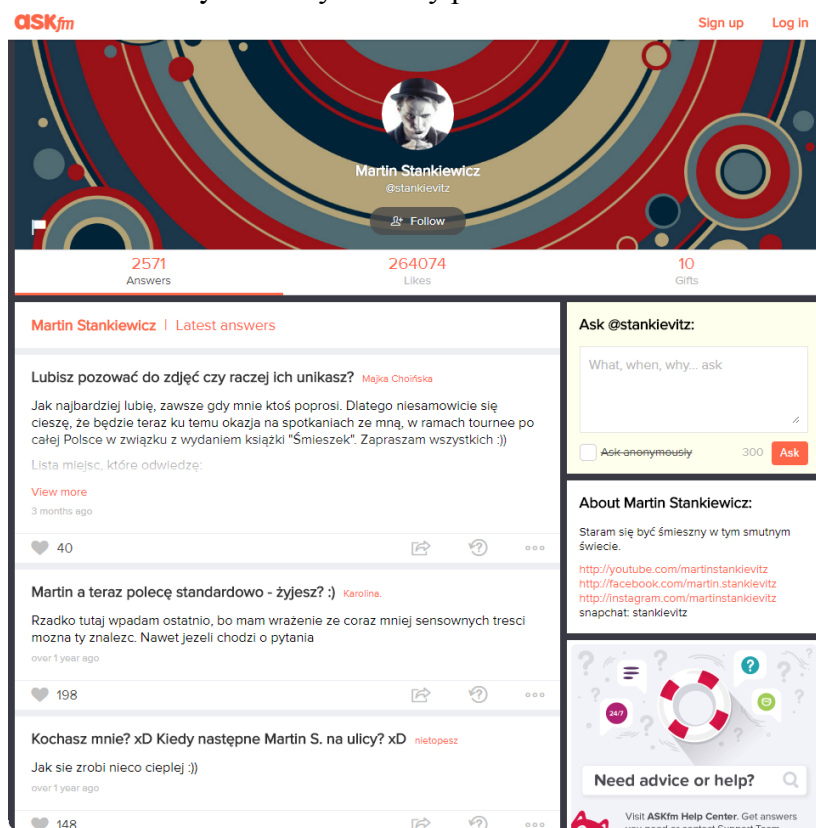 ASKfm
Sign up Log in
Martin Stankiewicz
@stankievitz
Follow
2571 264074 10
Answers Likes Gifts
Martin Stankiewicz | Latest answers
Lubisz pozować do zdjęć czy raczej ich unikasz? Majka Choińska
Jak najbardziej lubię, zawsze gdy mnie ktoś poprosi. Dlatego niesamowicie się
cieszę, że będzie teraz ku temu okazja na spotkaniach ze mną, w ramach tournee po
całej Polsce w związku z wydaniem książki "Śmieszek". Zapraszam wszystkich :))
Lista miejsc, które odwiedzę:
View more
3 months ago
40
Martin a teraz polecę standardowo - żyjesz? :) Karolina.
Rzadko tutaj wpadam ostatnio, bo mam wrażenie ze coraz mniej sensownych tresci
mozna ty znalezc. Nawet jezeli chodzi o pytania
over 1 year ago
198
Kochasz mnie? xD Kiedy następne Martin S. na ulicy? xD nietopesz
Jak sie zrobi nieco cieplej :))
over 1 year ago
148
Ask @stankievitz:
What, when, why... ask
Ask anonymously 300 Ask
About Martin Stankiewicz:
Staram się być śmieszny w tym smutnym
świecie.
http://youtube.com/martinstankievitz
http://facebook.com/martin.stankievitz
http://instagram.com/martinstankievitz
snapchat: stankievitz
24/7
Need advice or help?
Visit ASKfm Help Center. Get answers